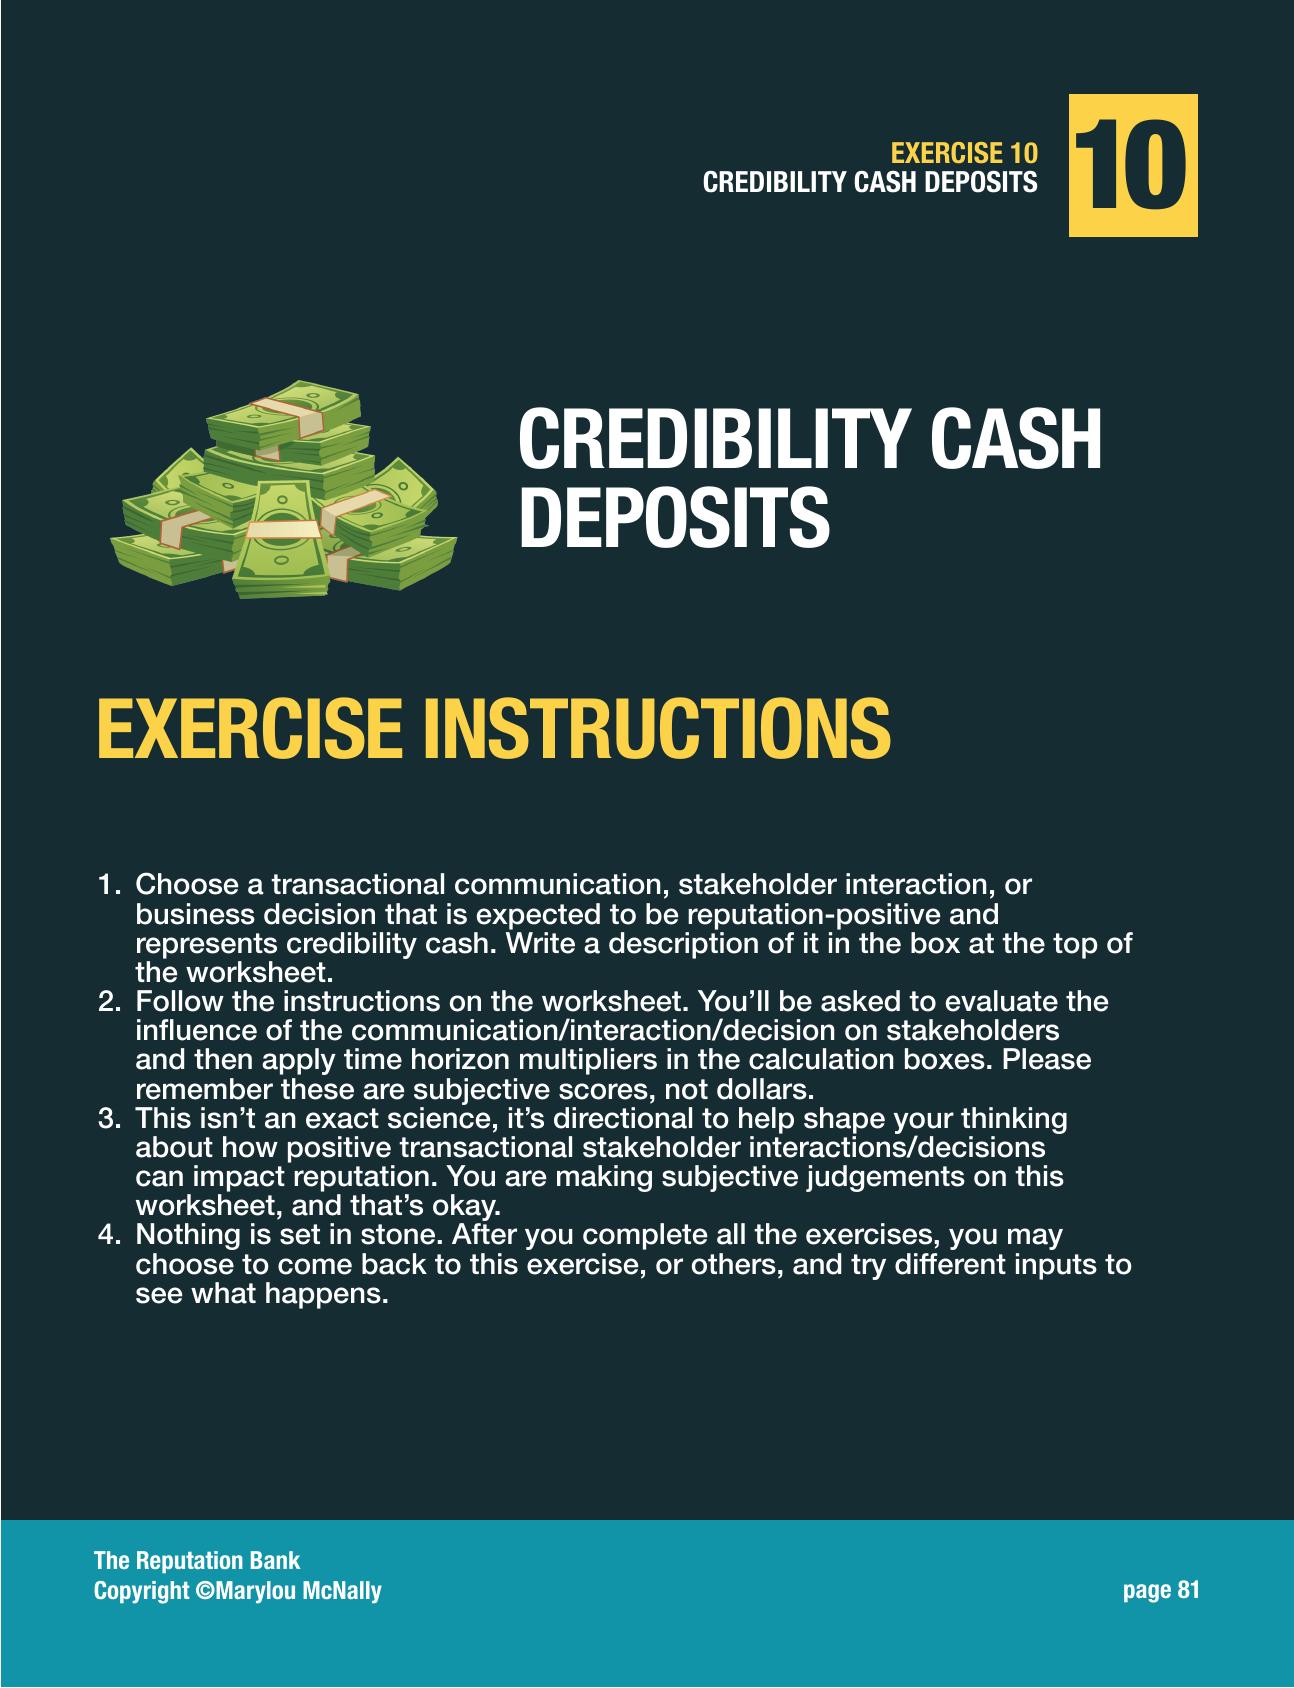 EXERCISE 10
CREDIBILITY CASH DEPOSITS
10
CREDIBILITY CASH
DEPOSITS
EXERCISE INSTRUCTIONS
1. Choose a transactional communication, stakeholder interaction, or
business decision that is expected to be reputation-positive and
represents credibility cash. Write a description of it in the box at the top of
the worksheet.
2. Follow the instructions on the worksheet. You’ll be asked to evaluate the
influence of the communication/interaction/decision on stakeholders
and then apply time horizon multipliers in the calculation boxes. Please
remember these are subjective scores, not dollars.
3. This isn’t an exact science, it’s directional to help shape your thinking
about how positive transactional stakeholder interactions/decisions
can impact reputation. You are making subjective judgements on this
worksheet, and that’s okay.
4. Nothing is set in stone. After you complete all the exercises, you may
choose to come back to this exercise, or others, and try different inputs to
see what happens.
The Reputation Bank
Copyright ©Marylou McNally
page 81